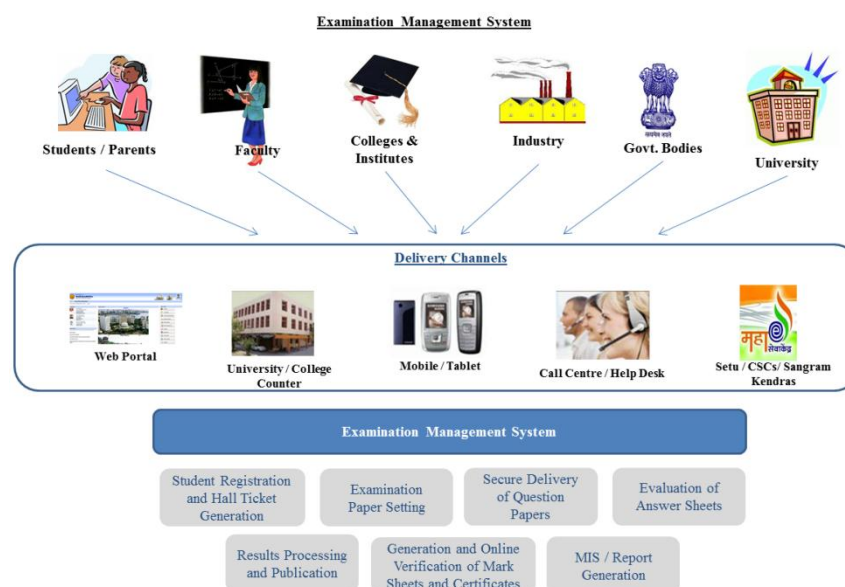 Examination Management System
Students / Parents
Faculty
Colleges &
Institutes
Industry
Govt. Bodies
University
Delivery Channels
Web Portal
University / College
Counter
Mobile / Tablet
Call Centre / Help Desk
महा
e
सेवाकेंद्र
Setu / CSCs/ Sangram
Kendras
Examination Management System
Student Registration
and Hall Ticket
Generation
Examination
Paper Setting
Secure Delivery
of Question
Papers
Evaluation of
Answer Sheets
Results Processing
and Publication
Generation and Online
Verification of Mark
Sheets and Certificates
MIS / Report
Generation